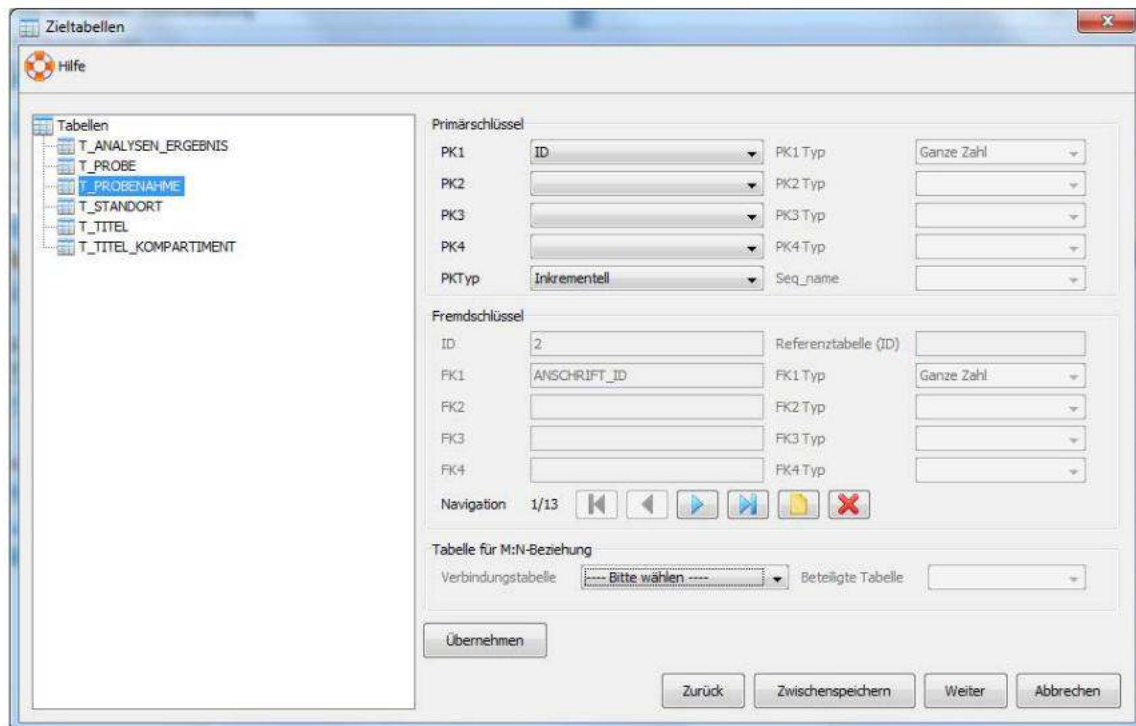 Zieltabellen
x
Hilfe
Tabellen
T_ANALYSEN_ERGEBNIS
T_PROBE
T_PROBENAHME
T_STANDORT
T_TITEL
T_TITEL_KOMPARTIMENT
Primärschlüssel
PK1 ID PK1 Typ Ganze Zahl
PK2 PK2 Typ
PK3 PK3 Typ
PK4 PK4 Typ
PKTyp Inkrementell Seq_name
Fremdschlüssel
ID 2 Referenztabelle (ID)
FK1 ANSCHRIFT_ID FK1 Typ Ganze Zahl
FK2 FK2 Typ
FK3 FK3 Typ
FK4 FK4 Typ
Navigation 1/13
Tabelle für M:N-Beziehung
Verbindungstabelle ---- Bitte wählen ---- Beteiligte Tabelle
Übernehmen
Zurück Zwischenspeichern Weiter Abbrechen